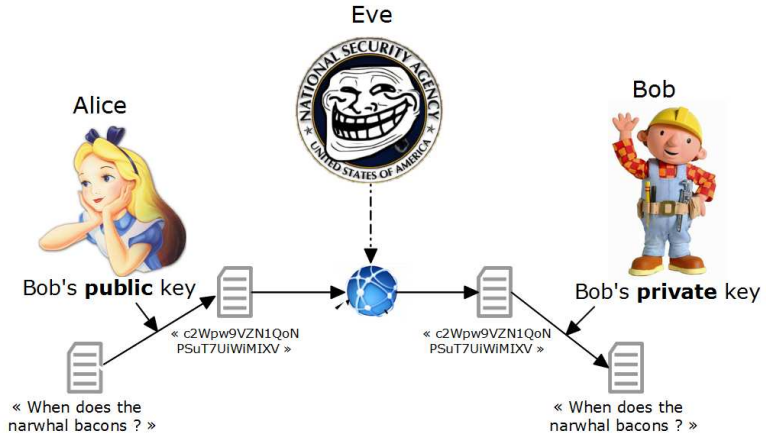 Eve
NATIONAL SECURITY AGENCY
UNITED STATES OF AMERICA
Alice
Bob
Bob's public key
Bob's private key
« c2Wpw9VZN1QoN
PSuT7UiWiMIXV »
« c2Wpw9VZN1QoN
PSuT7UiWiMIXV »
« When does the
narwhal bacons ? »
« When does the
narwhal bacons ? »